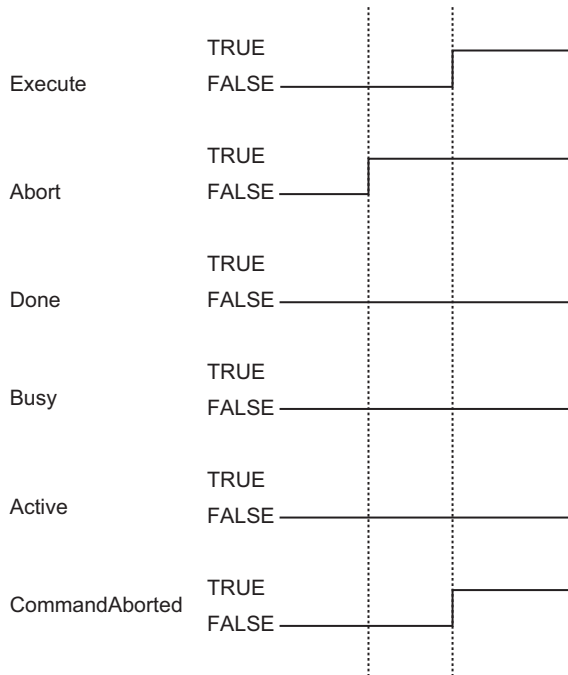 TRUE
Execute
FALSE
TRUE
Abort
FALSE
TRUE
Done
FALSE
TRUE
Busy
FALSE
TRUE
Active
FALSE
TRUE
CommandAborted
FALSE